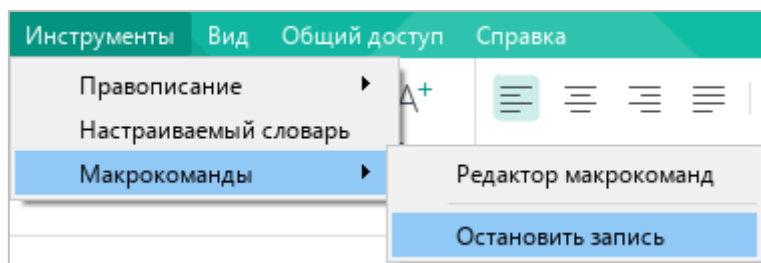 Инструменты Вид Общий доступ Справка
Правописание
Настраиваемый словарь
Макрокоманды
Редактор макрокоманд
Остановить запись